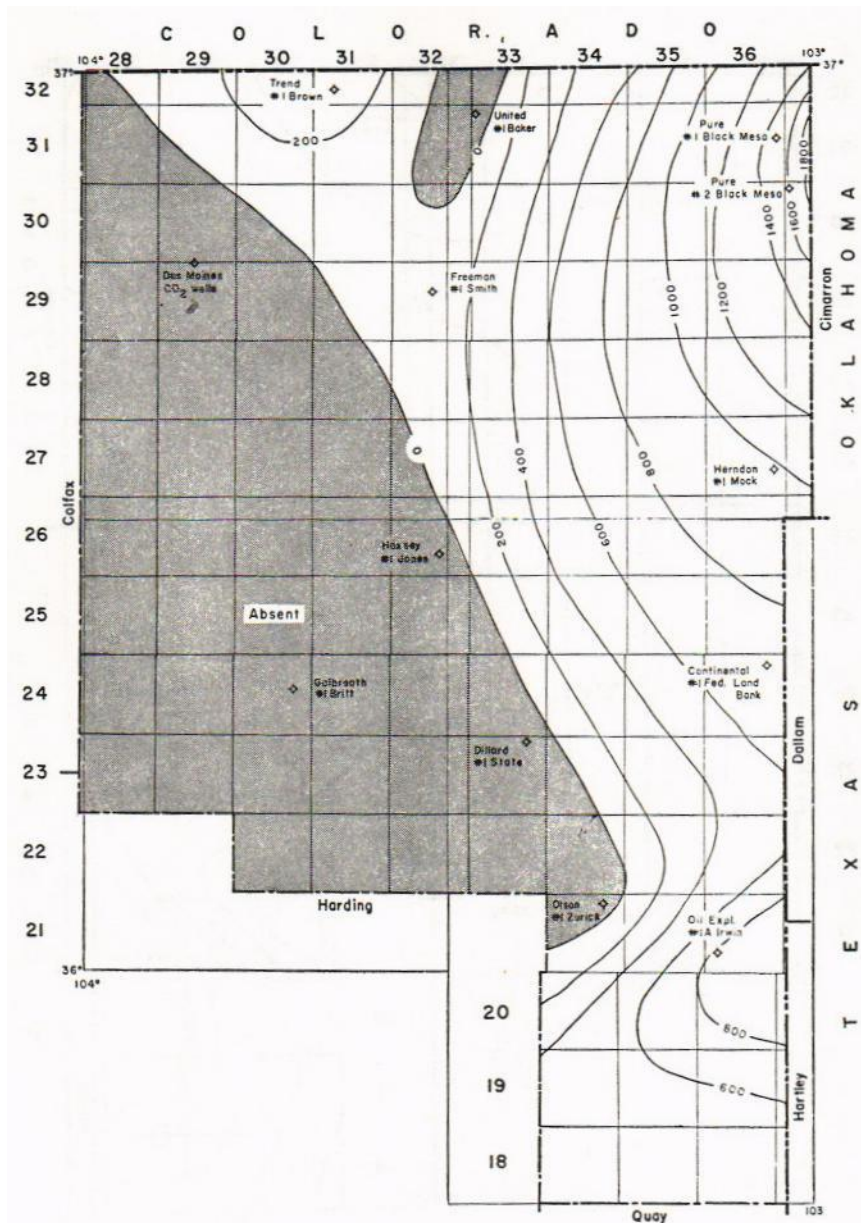 C O L O R. A D O
104° 28 29 30 31 32 33 34 35 36 103°
37° 37°
32
31
30
29
28
27
26
25
24
23
22
21
20
19
18
Trend
#1 Brown
200
United
#1 Baker
0
Pure
#1 Black Mesa
Pure
#2 Black Mesa
1800
1600
1400
1200
1000
Des Moines
CO2 wells
Freeman
#1 Smith
Cimarron
O K L A H O M A
0
400
800
200
600
Herndon
#1 Mock
Colfax
#1 Jones
Absent
Galbreath
#1 Britt
Continental
#1 Fed. Land
Bank
Dillard
#1 State
Dallam
T E X A S
Harding
Olson
#1 Zurick
Oil Expl.
#1A Irwin
36°
104°
800
600
Hartley
Quay
103